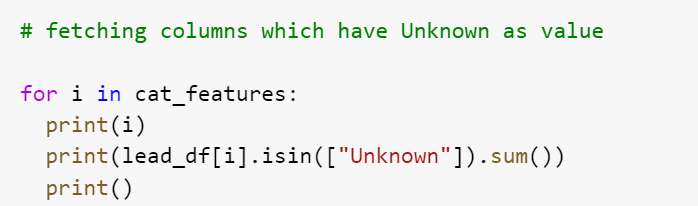 # fetching columns which have Unknown as value
for i in cat_features:
  print(i)
  print(lead_df[i].isin(["Unknown"]).sum())
  print()